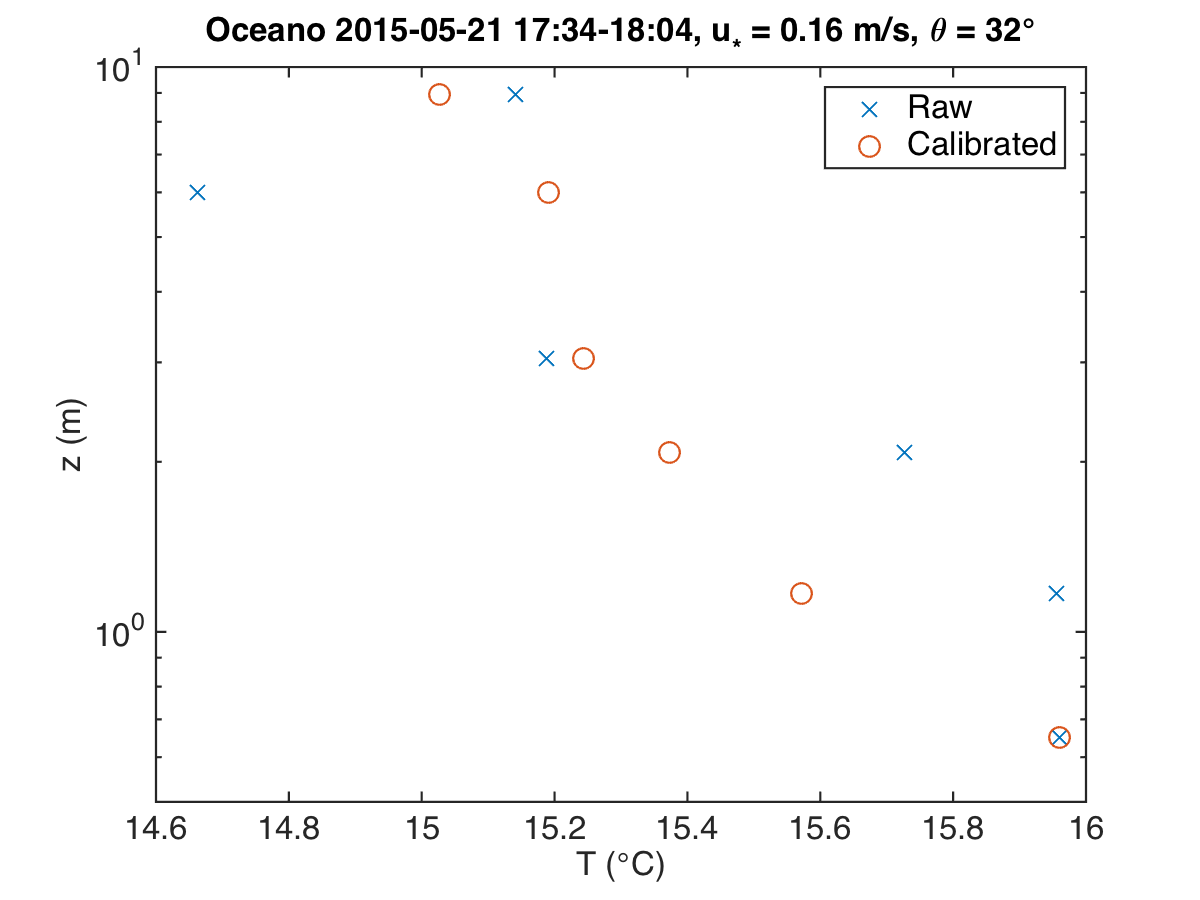 Oceano 2015-05-21 17:34-18:04, u* = 0.16 m/s, θ = 32°
10^1
Raw
Calibrated
z (m)
10^0
14.6 14.8 15 15.2 15.4 15.6 15.8 16
T (°C)